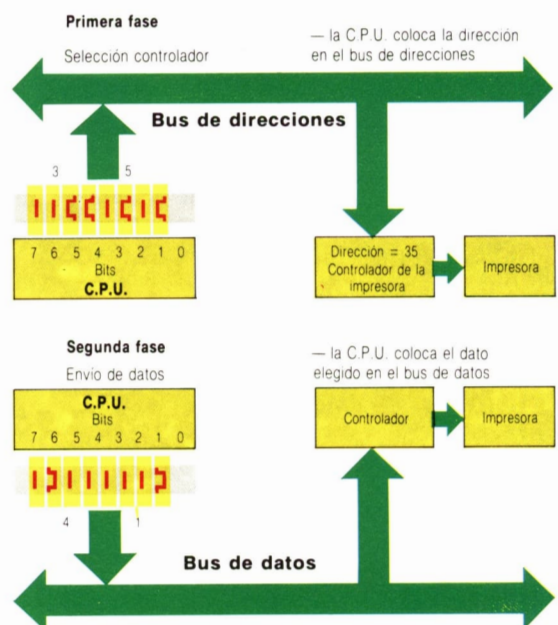 Primera fase
Selección controlador
— la C.P.U. coloca la dirección
en el bus de direcciones
Bus de direcciones
3 5
7 6 5 4 3 2 1 0
Bits
C.P.U.
Dirección = 35
Controlador de la
impresora
Impresora
Segunda fase
Envío de datos
— la C.P.U. coloca el dato
elegido en el bus de datos
C.P.U.
Bits
7 6 5 4 3 2 1 0
4 1
Controlador
Impresora
Bus de datos